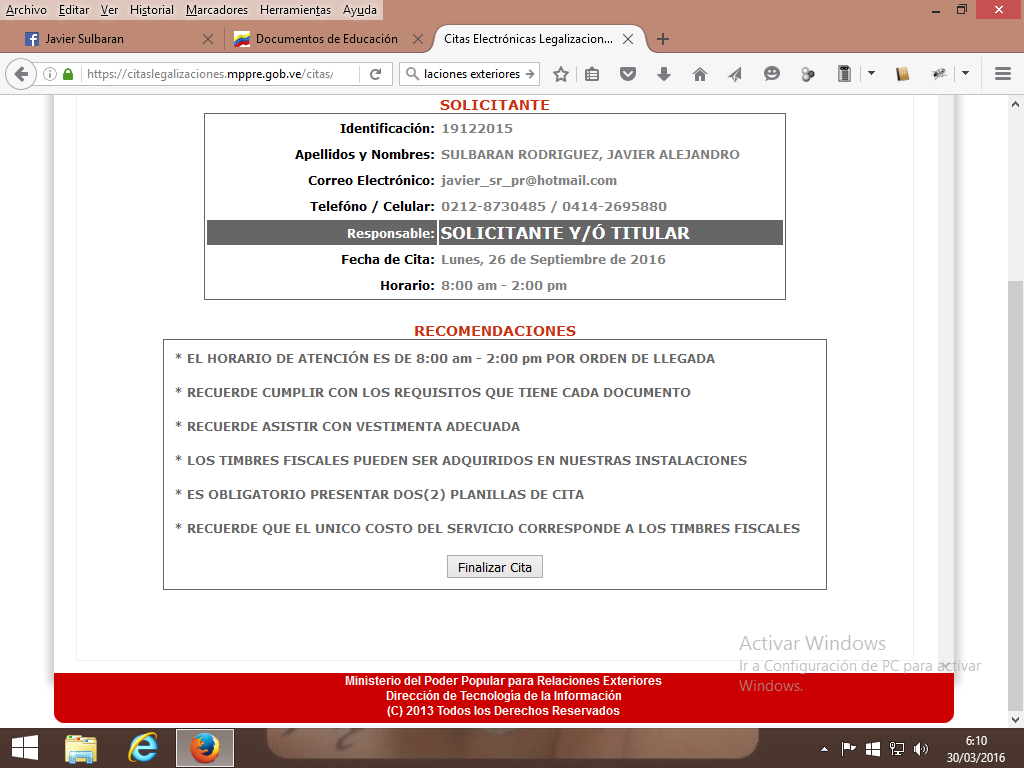 Archivo Editar Ver Historial Marcadores Herramientas Ayuda
Javier Sulbaran
Documentos de Educación
Citas Electrónicas Legalizacion...
https://citaslegalizaciones.mppre.gob.ve/citas/
laciones exteriores
SOLICITANTE
Identificación: 19122015
Apellidos y Nombres: SULBARAN RODRIGUEZ, JAVIER ALEJANDRO
Correo Electrónico: javier_sr_pr@hotmail.com
Telefóno / Celular: 0212-8730485 / 0414-2695880
Responsable: SOLICITANTE Y/Ó TITULAR
Fecha de Cita: Lunes, 26 de Septiembre de 2016
Horario: 8:00 am - 2:00 pm
RECOMENDACIONES
* EL HORARIO DE ATENCIÓN ES DE 8:00 am - 2:00 pm POR ORDEN DE LLEGADA
* RECUERDE CUMPLIR CON LOS REQUISITOS QUE TIENE CADA DOCUMENTO
* RECUERDE ASISTIR CON VESTIMENTA ADECUADA
* LOS TIMBRES FISCALES PUEDEN SER ADQUIRIDOS EN NUESTRAS INSTALACIONES
* ES OBLIGATORIO PRESENTAR DOS(2) PLANILLAS DE CITA
* RECUERDE QUE EL UNICO COSTO DEL SERVICIO CORRESPONDE A LOS TIMBRES FISCALES
Finalizar Cita
Activar Windows
Ir a Configuración de PC para activar
Windows.
Ministerio del Poder Popular para Relaciones Exteriores
Dirección de Tecnología de la Información
(C) 2013 Todos los Derechos Reservados
6:10
30/03/2016